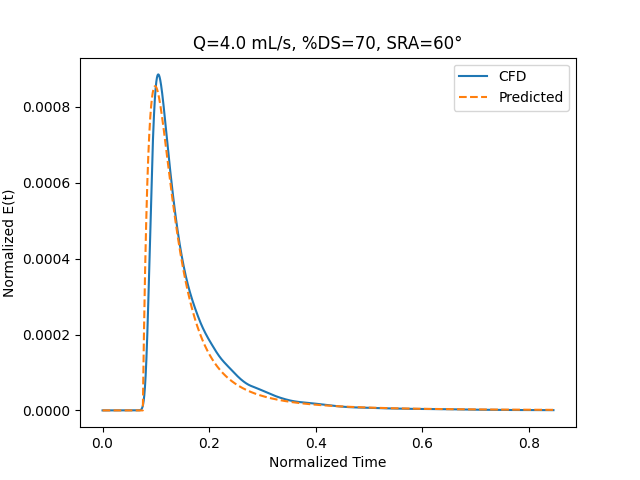 Q=4.0 mL/s, %DS=70, SRA=60°
CFD
Predicted
Normalized E(t)
0.0008
0.0006
0.0004
0.0002
0.0000
0.0 0.2 0.4 0.6 0.8
Normalized Time